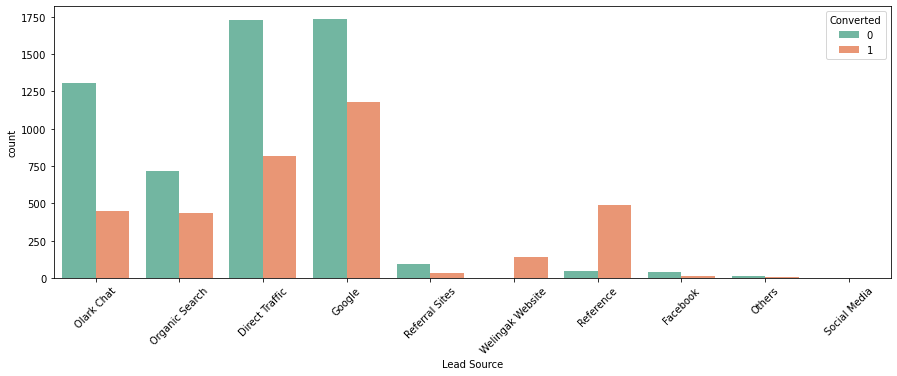 Converted
0
1
1750
1500
1250
1000
750
500
250
0
count
Olark Chat
Organic Search
Direct Traffic
Google
Referral Sites
Welingak Website
Reference
Facebook
Others
Social Media
Lead Source